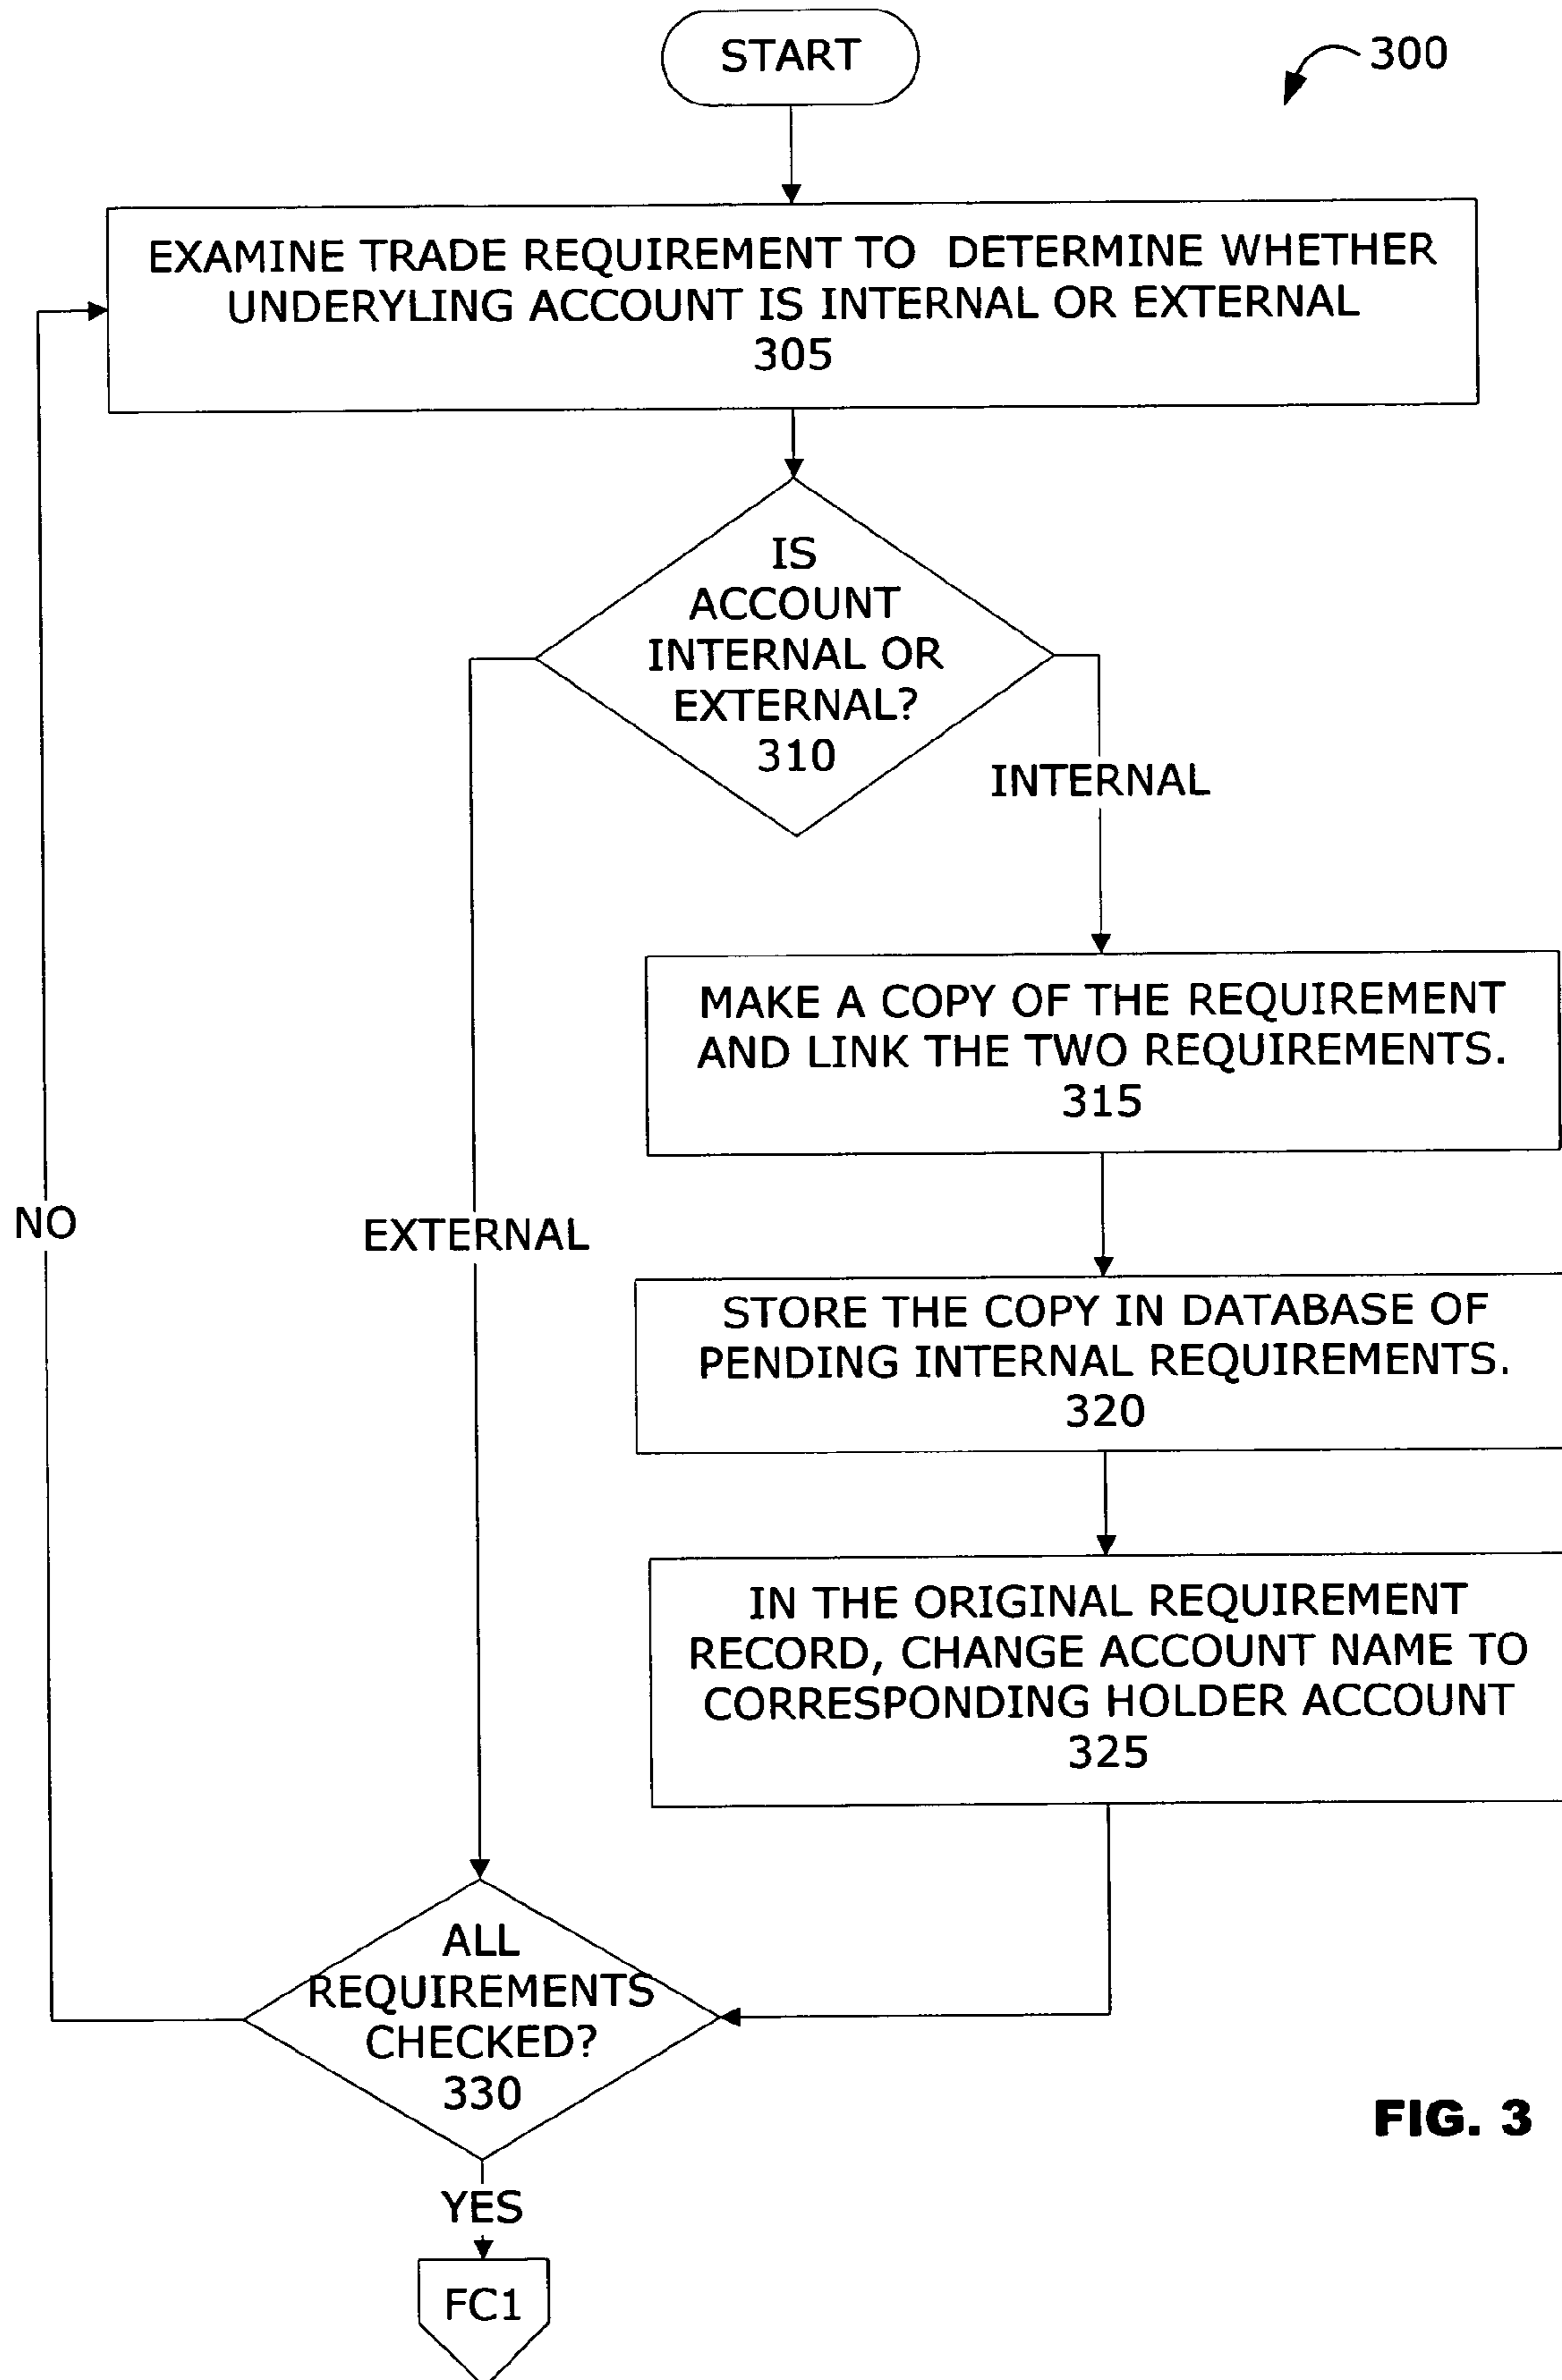 START
300
EXAMINE TRADE REQUIREMENT TO DETERMINE WHETHER
UNDERYLING ACCOUNT IS INTERNAL OR EXTERNAL
305
IS
ACCOUNT
INTERNAL OR
EXTERNAL?
310
INTERNAL
MAKE A COPY OF THE REQUIREMENT
AND LINK THE TWO REQUIREMENTS.
315
NO
EXTERNAL
STORE THE COPY IN DATABASE OF
PENDING INTERNAL REQUIREMENTS.
320
IN THE ORIGINAL REQUIREMENT
RECORD, CHANGE ACCOUNT NAME TO
CORRESPONDING HOLDER ACCOUNT
325
ALL
REQUIREMENTS
CHECKED?
330
FIG. 3
YES
FC1